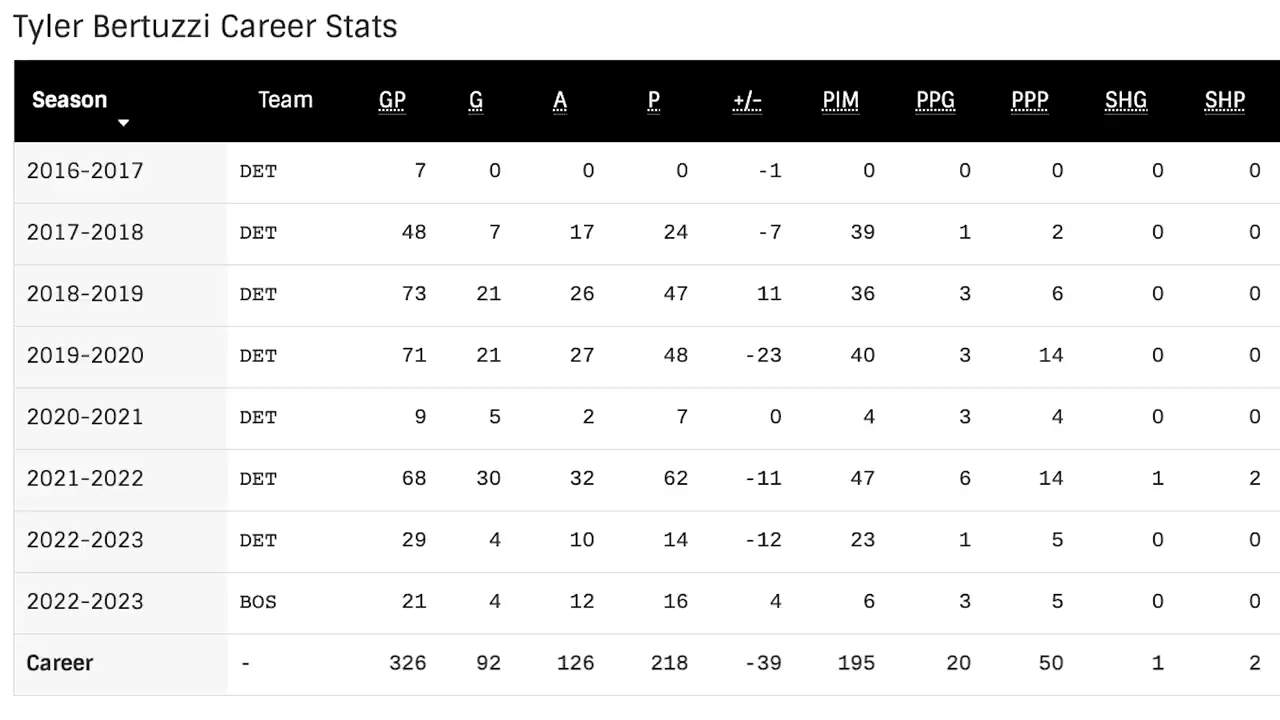 Tyler Bertuzzi Career Stats
Season Team GP G A P +/- PIM PPG PPP SHG SHP
2016-2017 DET 7 0 0 0 -1 0 0 0 0 0
2017-2018 DET 48 7 17 24 -7 39 1 2 0 0
2018-2019 DET 73 21 26 47 11 36 3 6 0 0
2019-2020 DET 71 21 27 48 -23 40 3 14 0 0
2020-2021 DET 9 5 2 7 0 4 3 4 0 0
2021-2022 DET 68 30 32 62 -11 47 6 14 1 2
2022-2023 DET 29 4 10 14 -12 23 1 5 0 0
2022-2023 BOS 21 4 12 16 4 6 3 5 0 0
Career - 326 92 126 218 -39 195 20 50 1 2